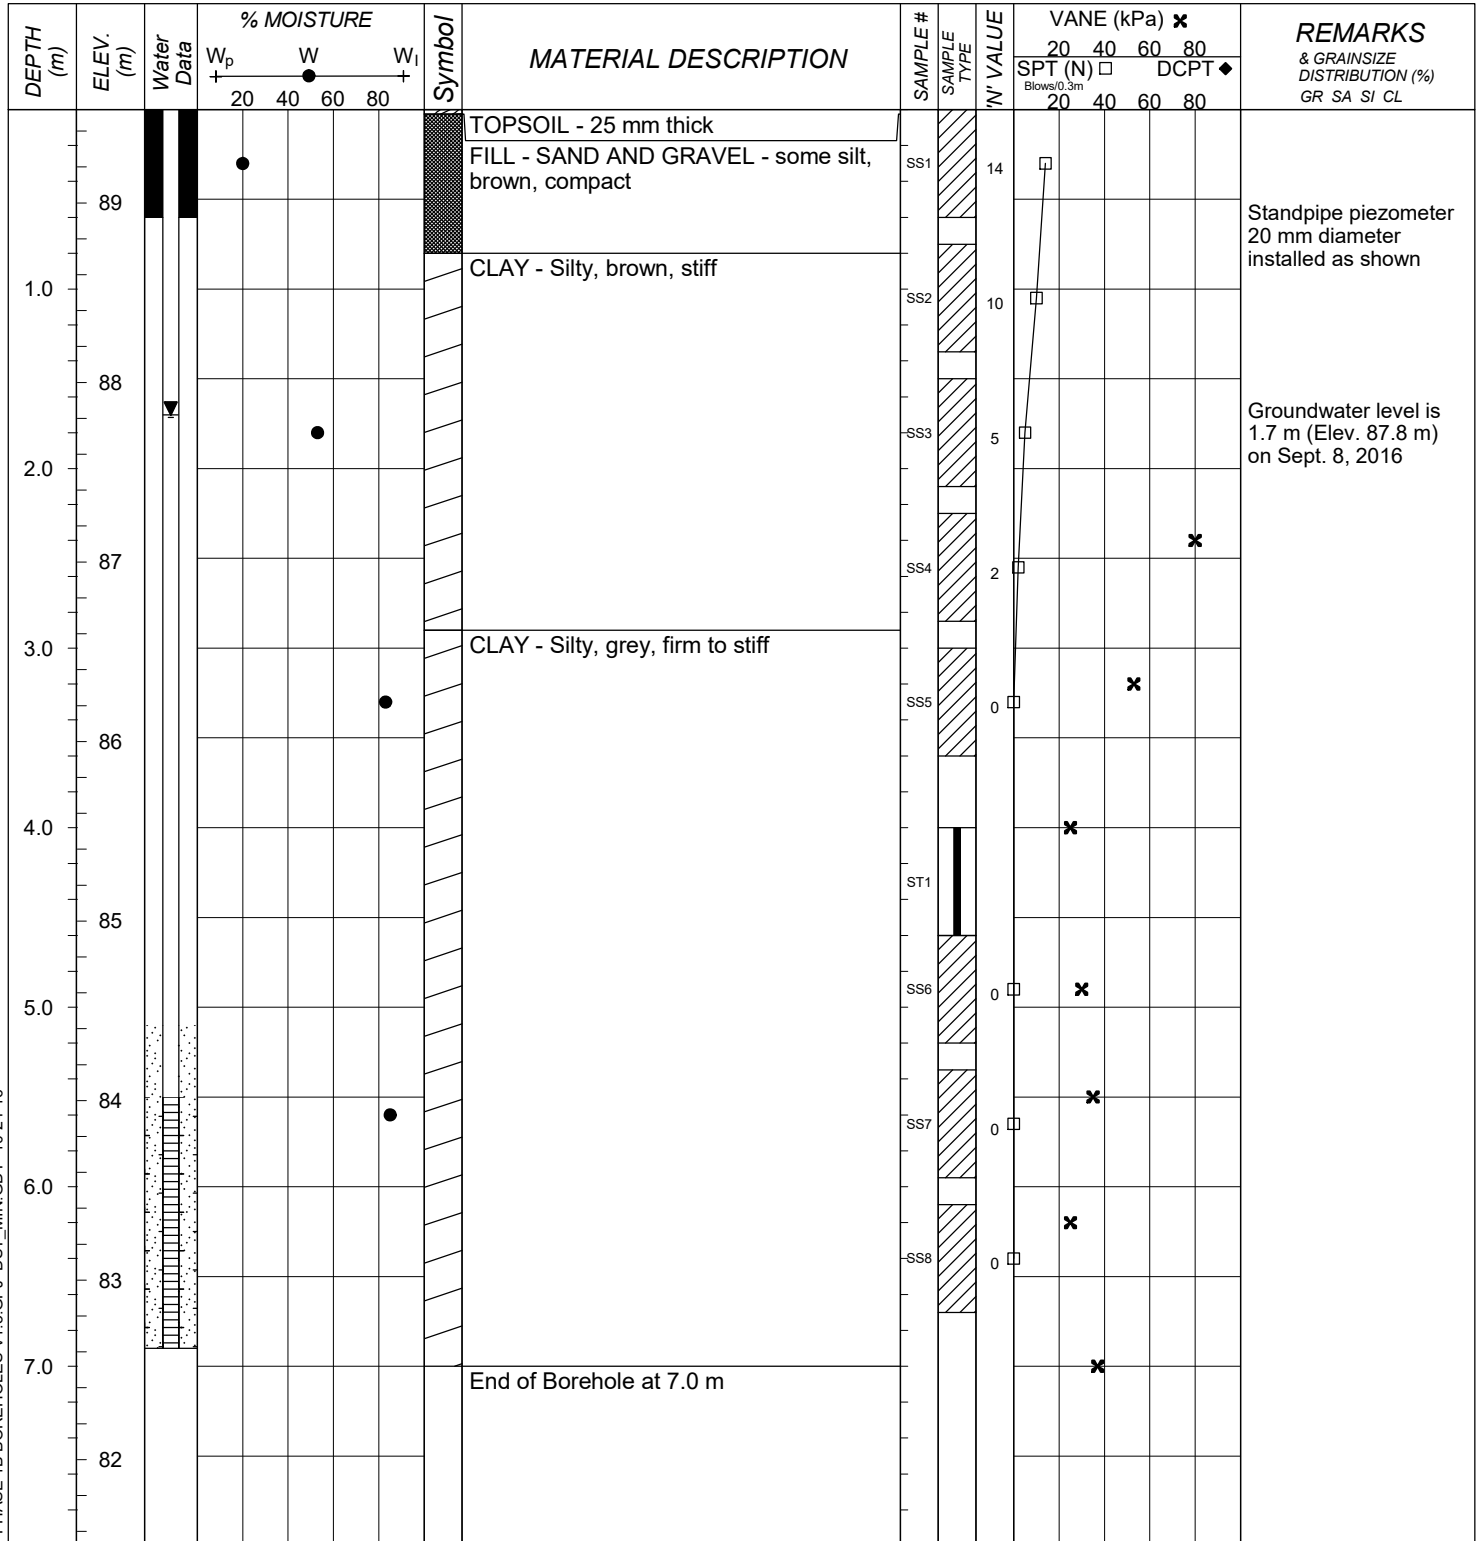 DEPTH (m)
ELEV. (m)
Water Data
% MOISTURE
Wp W Wl
20 40 60 80
Symbol
MATERIAL DESCRIPTION
SAMPLE #
SAMPLE TYPE
'N' VALUE
VANE (kPa)
20 40 60 80
SPT (N) DCPT
Blows/0.3m
20 40 60 80
REMARKS
& GRAINSIZE
DISTRIBUTION (%)
GR SA SI CL
TOPSOIL - 25 mm thick
FILL - SAND AND GRAVEL - some silt,
brown, compact
SS1
14
89
Standpipe piezometer
20 mm diameter
installed as shown
CLAY - Silty, brown, stiff
1.0
SS2
10
88
Groundwater level is
1.7 m (Elev. 87.8 m)
on Sept. 8, 2016
SS3
5
2.0
87
SS4
2
3.0
CLAY - Silty, grey, firm to stiff
SS5
0
86
4.0
ST1
85
SS6
0
5.0
84
SS7
0
6.0
SS8
0
83
7.0
End of Borehole at 7.0 m
82